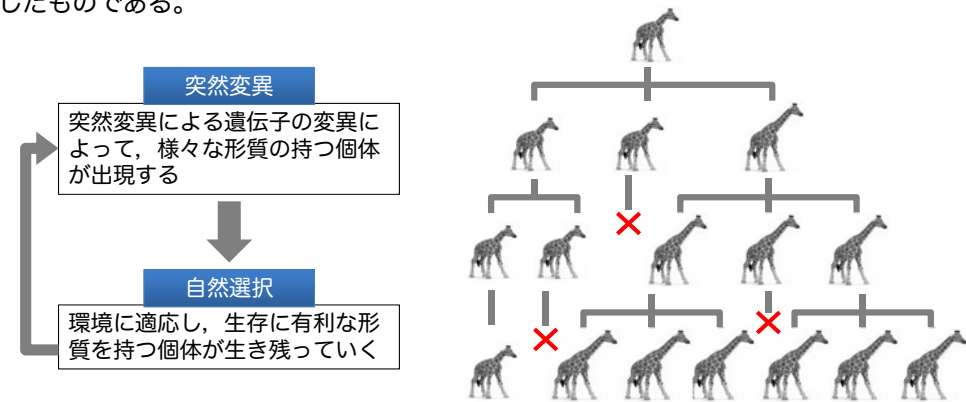 したものである。
突然変異
突然変異による遺伝子の変異に
よって，様々な形質の持つ個体
が出現する
自然選択
環境に適応し，生存に有利な形
質を持つ個体が生き残っていく